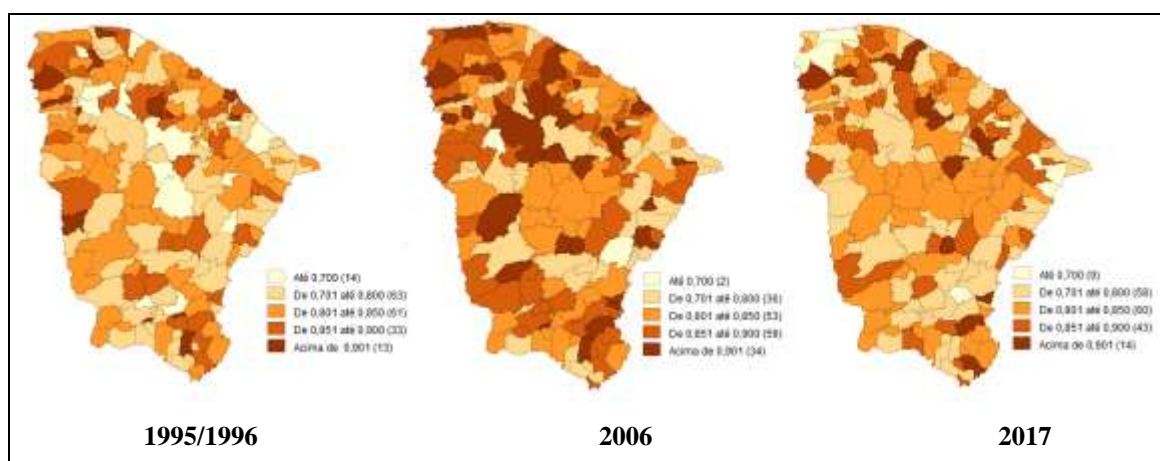 Até 0,700 (14)
De 0,701 até 0,800 (63)
De 0,801 até 0,850 (61)
De 0,851 até 0,900 (33)
Acima de 0,901 (13)
Até 0,700 (2)
De 0,701 até 0,800 (36)
De 0,801 até 0,850 (53)
De 0,851 até 0,900 (59)
Acima de 0,901 (34)
Até 0,700 (9)
De 0,701 até 0,800 (58)
De 0,801 até 0,850 (60)
De 0,851 até 0,900 (43)
Acima de 0,901 (14)
1995/1996
2006
2017